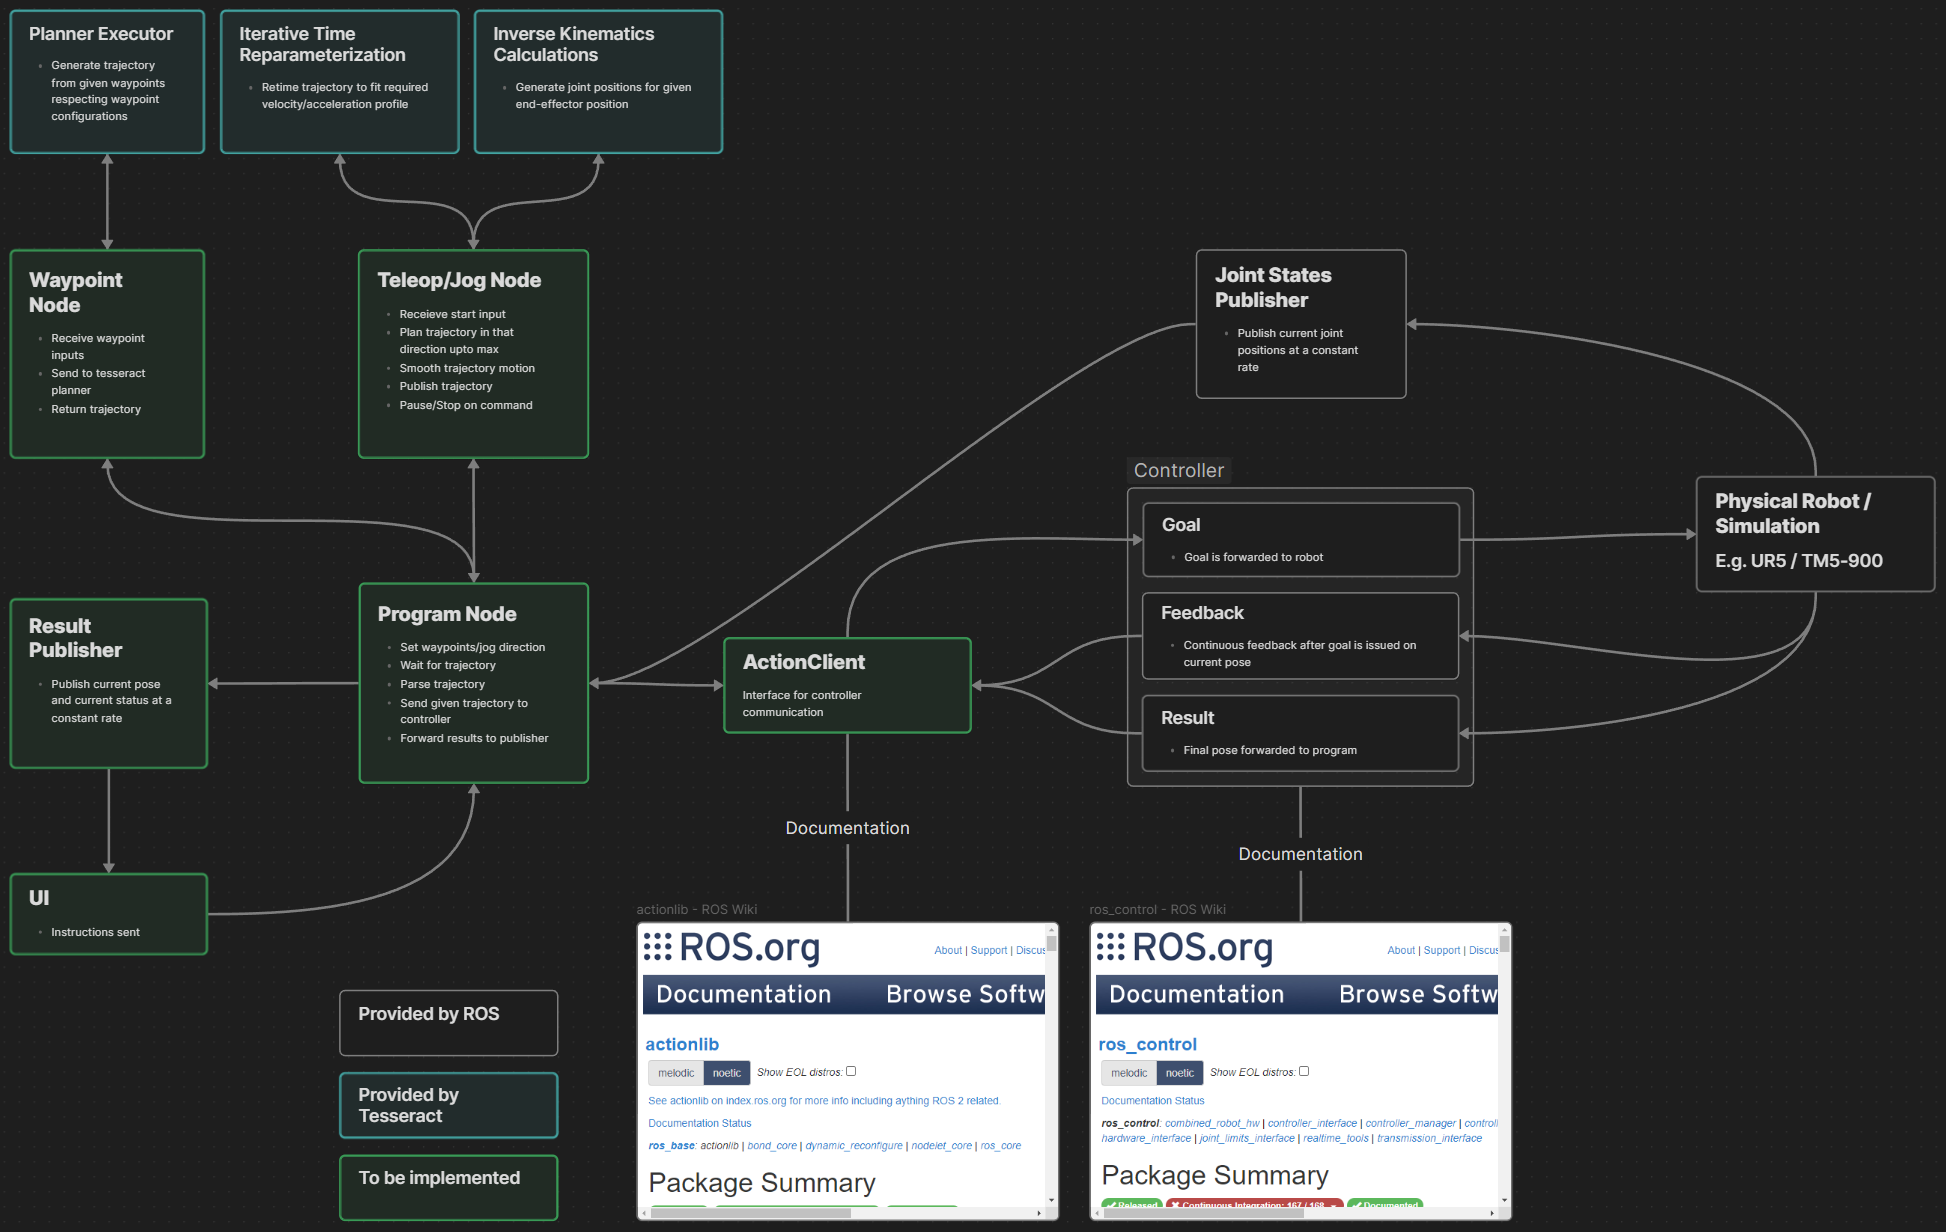 Planner Executor
Generate trajectory
from given waypoints
respecting waypoint
configurations
Iterative Time
Reparameterization
Retime trajectory to fit required
velocity/acceleration profile
Inverse Kinematics
Calculations
Generate joint positions for given
end-effector position
Waypoint
Node
Receive waypoint
inputs
Send to tesseract
planner
Return trajectory
Teleop/Jog Node
Receieve start input
Plan trajectory in that
direction upto max
Smooth trajectory motion
Publish trajectory
Pause/Stop on command
Joint States
Publisher
Publish current joint
positions at a constant
rate
Controller
Goal
Goal is forwarded to robot
Feedback
Continuous feedback after goal is issued on
current pose
Result
Final pose forwarded to program
Physical Robot /
Simulation
E.g. UR5 / TM5-900
Result
Publisher
Publish current pose
and current status at a
constant rate
Program Node
Set waypoints/jog direction
Wait for trajectory
Parse trajectory
Send given trajectory to
controller
Forward results to publisher
ActionClient
Interface for controller
communication
Documentation
Documentation
UI
Instructions sent
Provided by ROS
Provided by
Tesseract
To be implemented
actionlib - ROS Wiki
ROS.org
About | Support | Discus
Documentation Browse Softw
actionlib
melodic noetic Show EOL distros:
See actionlib on index.ros.org for more info including aything ROS 2 related.
Documentation Status
ros_base: actionlib | bond_core | dynamic_reconfigure | nodelet_core | ros_core
Package Summary
ros_control - ROS Wiki
ROS.org
About | Support | Discus
Documentation Browse Softw
ros_control
melodic noetic Show EOL distros:
Documentation Status
ros_control: combined_robot_hw | controller_interface | controller_manager | controll
hardware_interface | joint_limits_interface | realtime_tools | transmission_interface
Package Summary
Released Continuous Integration: 167 / 168 Documented